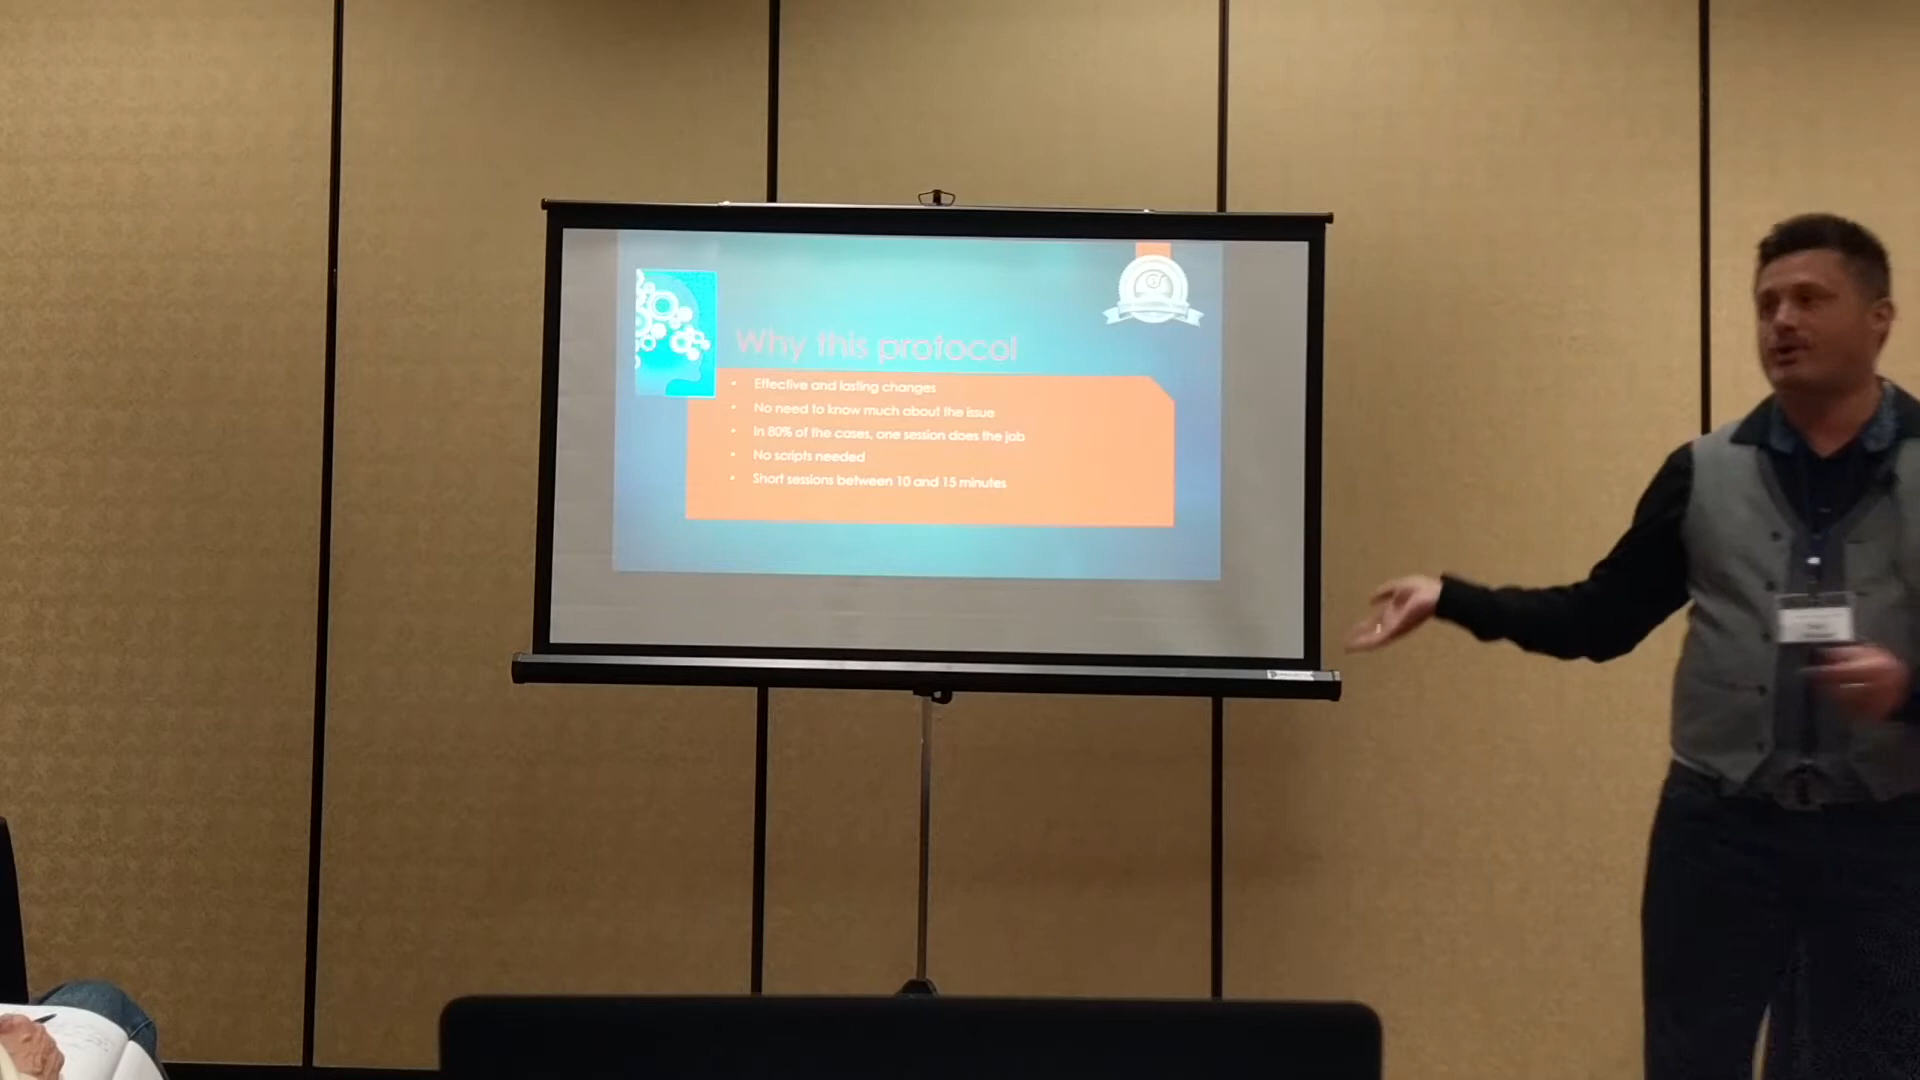 Why this protocol
• Effective and lasting changes
• No need to know much about the issue
• In 80% of the cases, one session does the job
• No scripts needed
• Short sessions between 10 and 15 minutes